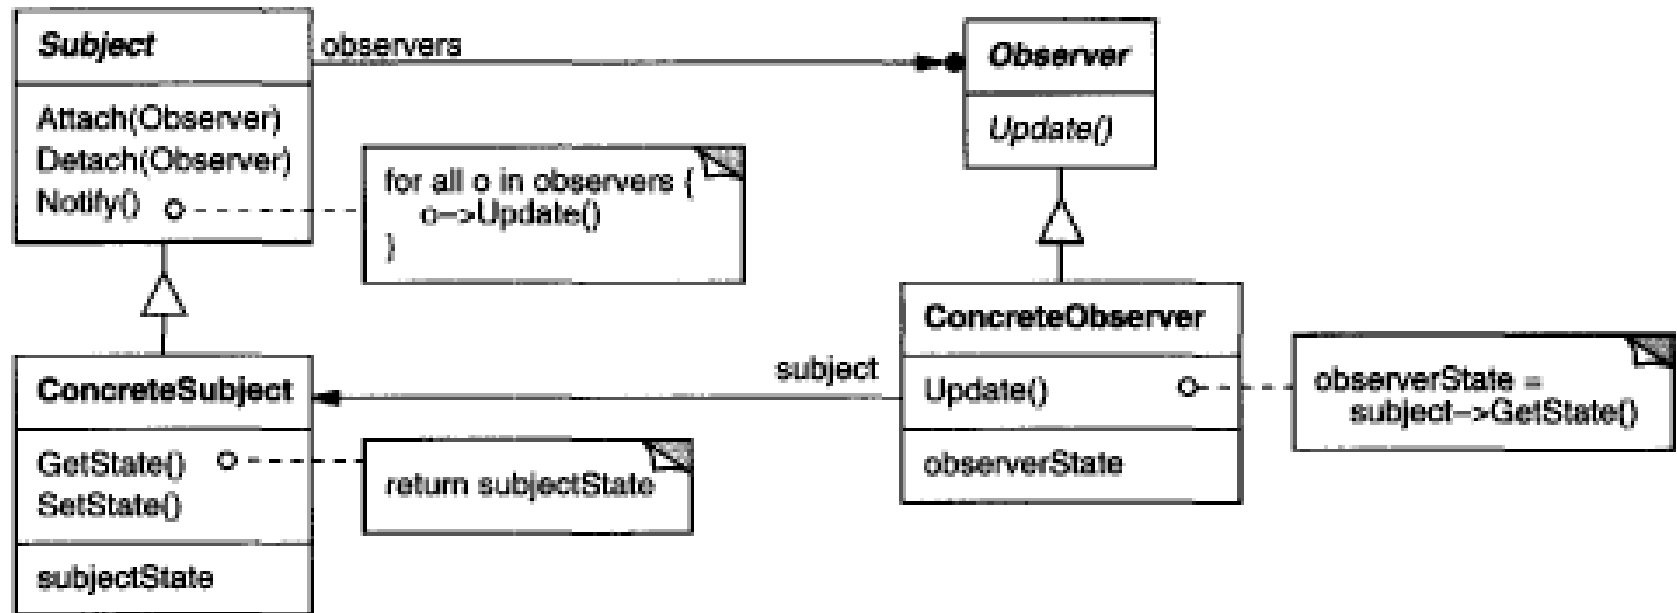 Subject
Attach(Observer)
Detach(Observer)
Notify()
observers
Observer
Update()
for all o in observers {
o->Update()
}
ConcreteSubject
GetState()
SetState()
subjectState
return subjectState
subject
ConcreteObserver
Update()
observerState
observerState =
subject->GetState()